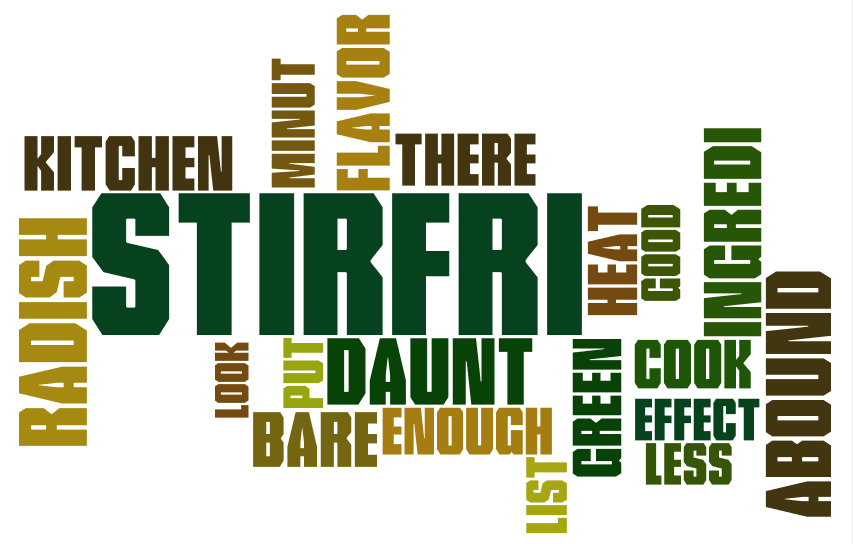 FLAVOR
MINUT
KITCHEN
THERE
STIRFRI
RADISH
HEAT
GOOD
INGREDI
ABOUND
LOOK
PUT
DAUNT
GREEN
COOK
BARE
ENOUGH
EFFECT
LESS
LIST